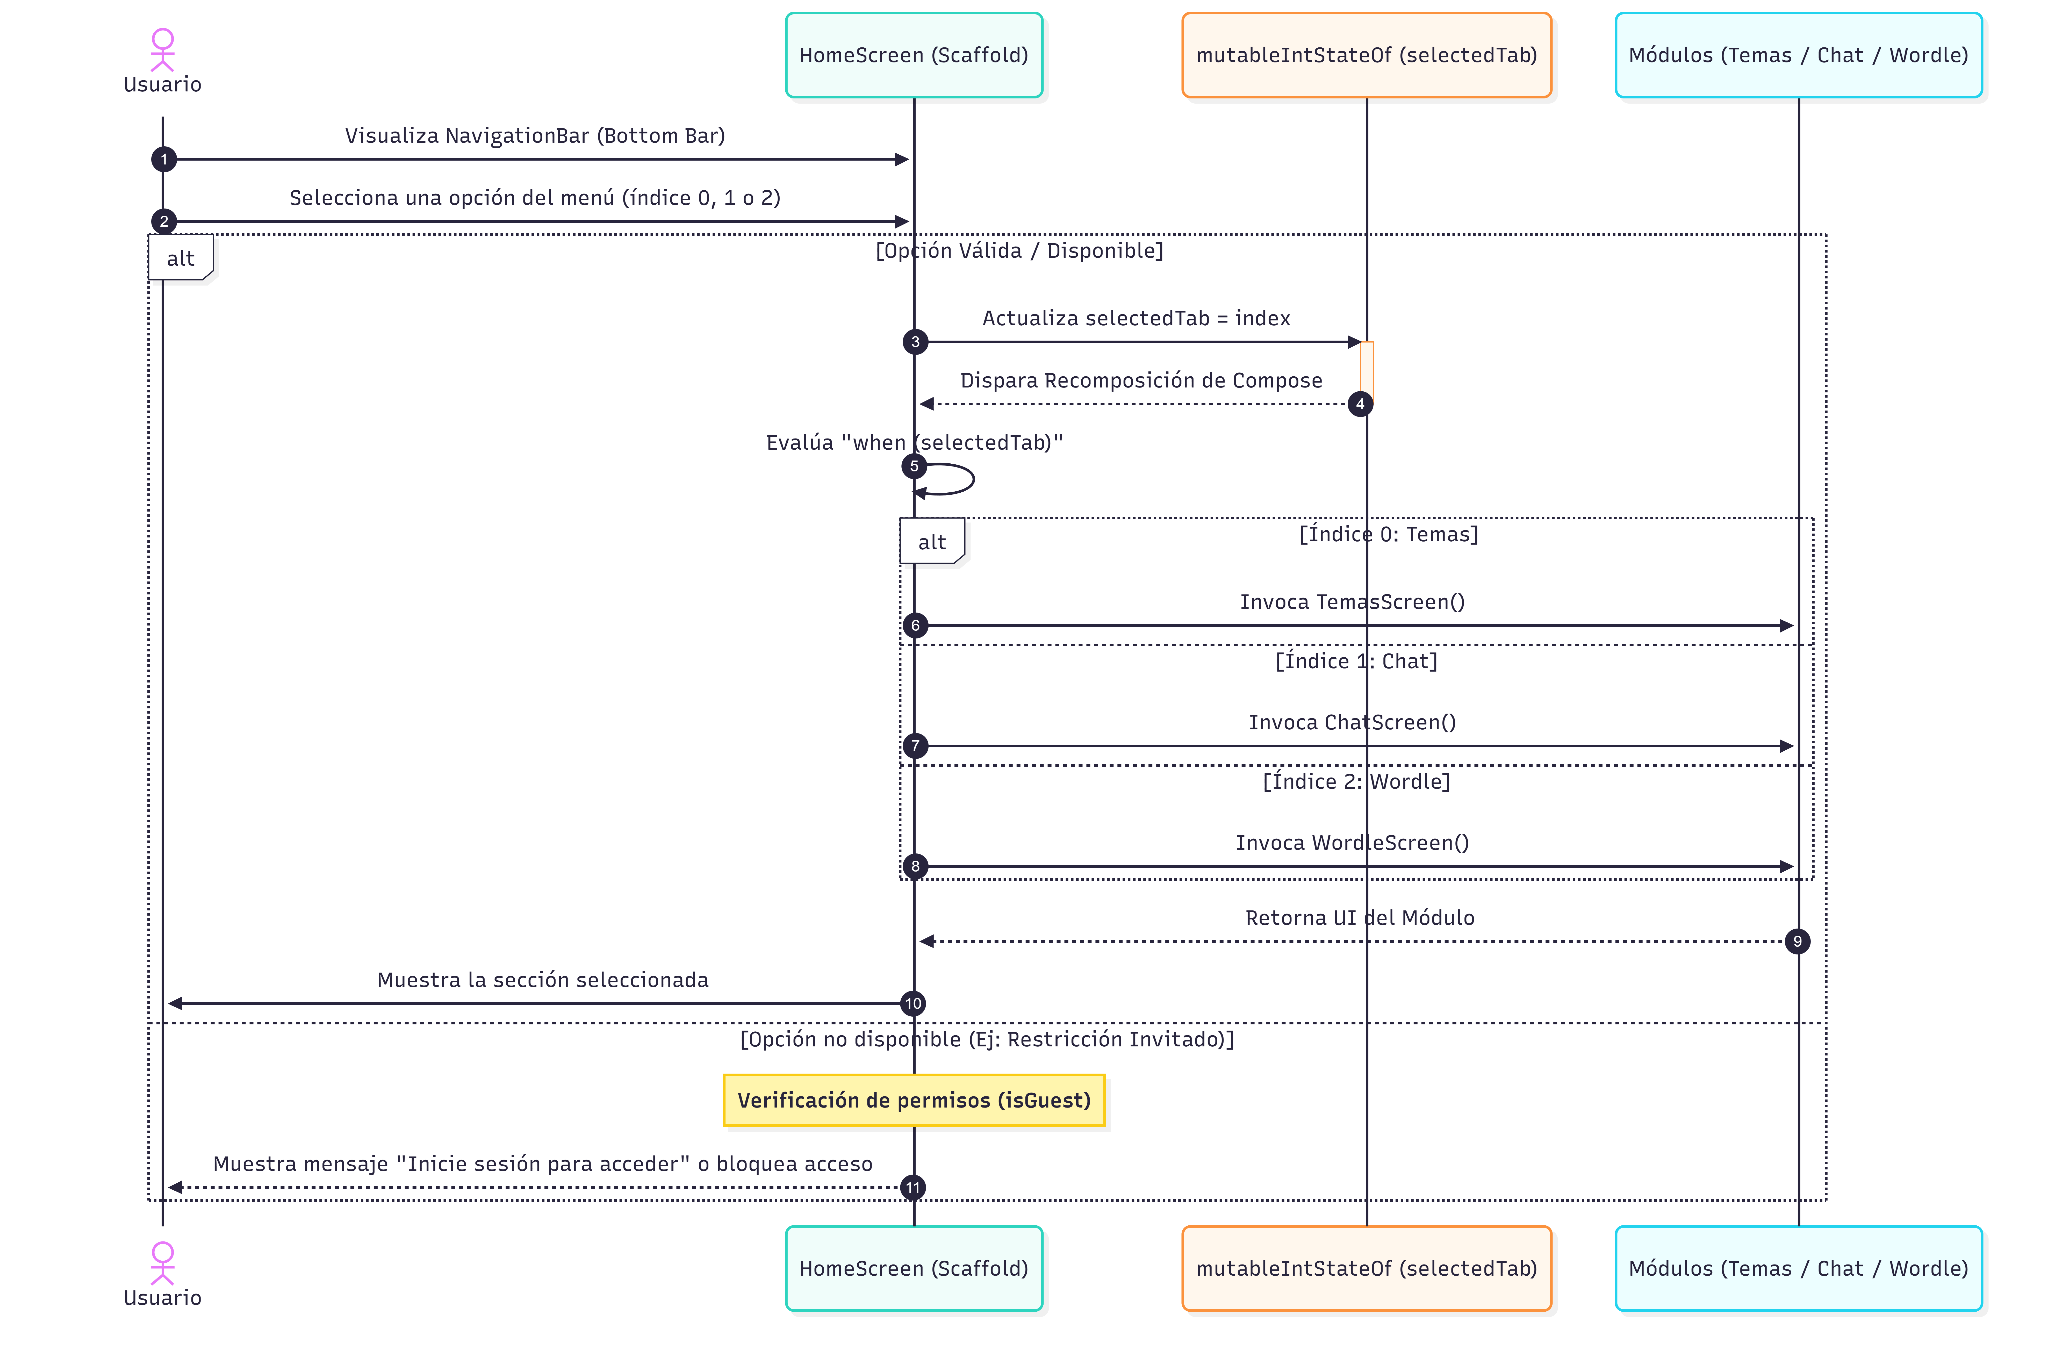 Usuario
HomeScreen (Scaffold)
mutableIntStateOf (selectedTab)
Módulos (Temas / Chat / Wordle)
Visualiza NavigationBar (Bottom Bar)
1
Selecciona una opción del menú (índice 0, 1 o 2)
2
alt
[Opción Válida / Disponible]
Actualiza selectedTab = index
3
Dispara Recomposición de Compose
4
Evalúa "when (selectedTab)"
5
alt
[Índice 0: Temas]
Invoca TemasScreen()
6
[Índice 1: Chat]
Invoca ChatScreen()
7
[Índice 2: Wordle]
Invoca WordleScreen()
8
Retorna UI del Módulo
9
Muestra la sección seleccionada
10
[Opción no disponible (Ej: Restricción Invitado)]
Verificación de permisos (isGuest)
Muestra mensaje "Inicie sesión para acceder" o bloquea acceso
11
Usuario
HomeScreen (Scaffold)
mutableIntStateOf (selectedTab)
Módulos (Temas / Chat / Wordle)